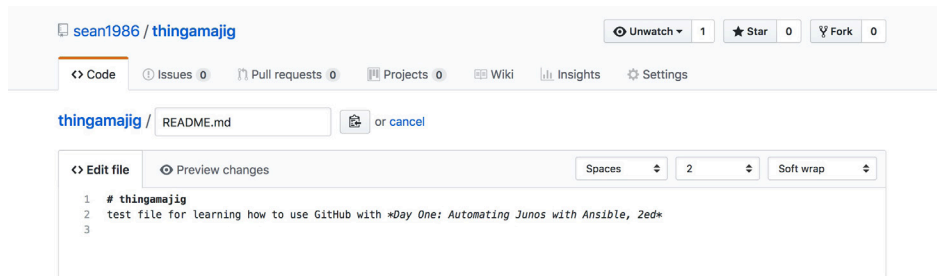 sean1986 / thingamajig
Unwatch 1 Star 0 Fork 0
Code Issues 0 Pull requests 0 Projects 0 Wiki Insights Settings
thingamajig / README.md or cancel
<> Edit file Preview changes Spaces 2 Soft wrap
1 # thingamajig
2 test file for learning how to use GitHub with *Day One: Automating Junos with Ansible, 2ed*
3